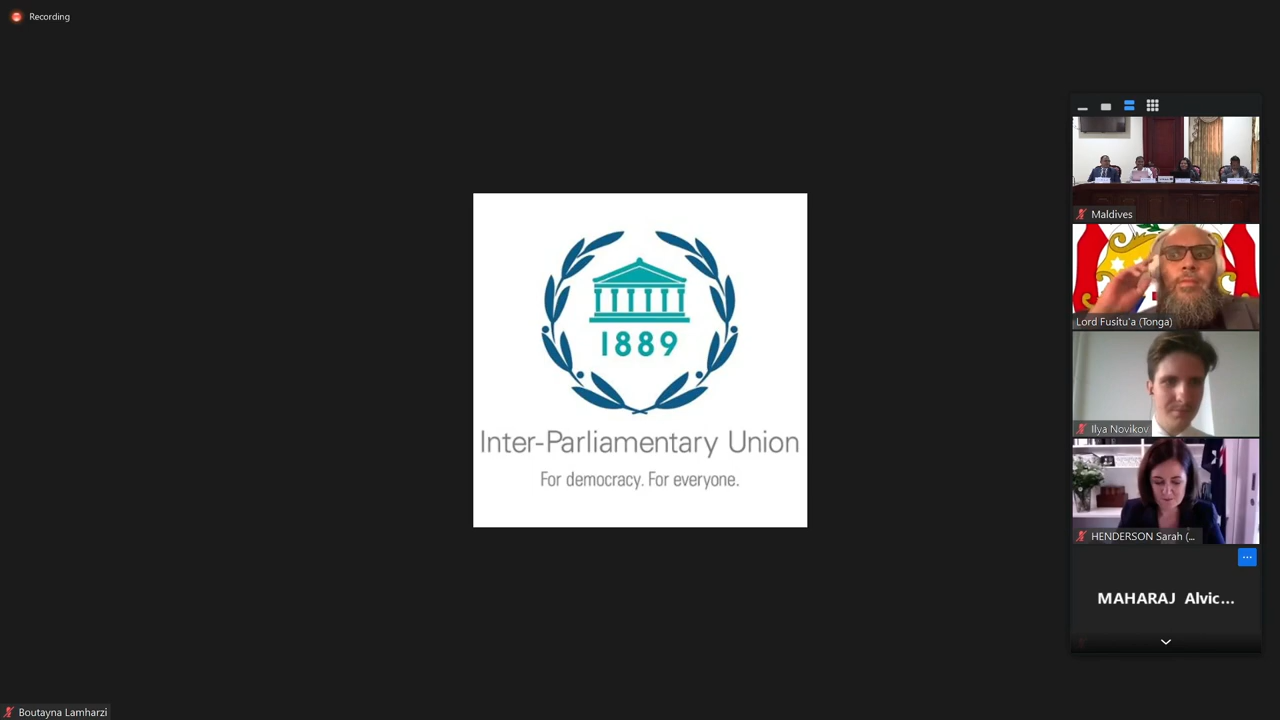 Recording
1889
Inter-Parliamentary Union
For democracy. For everyone.
Maldives
Lord Fusitu'a (Tonga)
Ilya Novikov
HENDERSON Sarah (...
MAHARAJ Alvic...
Boutayna Lamharzi